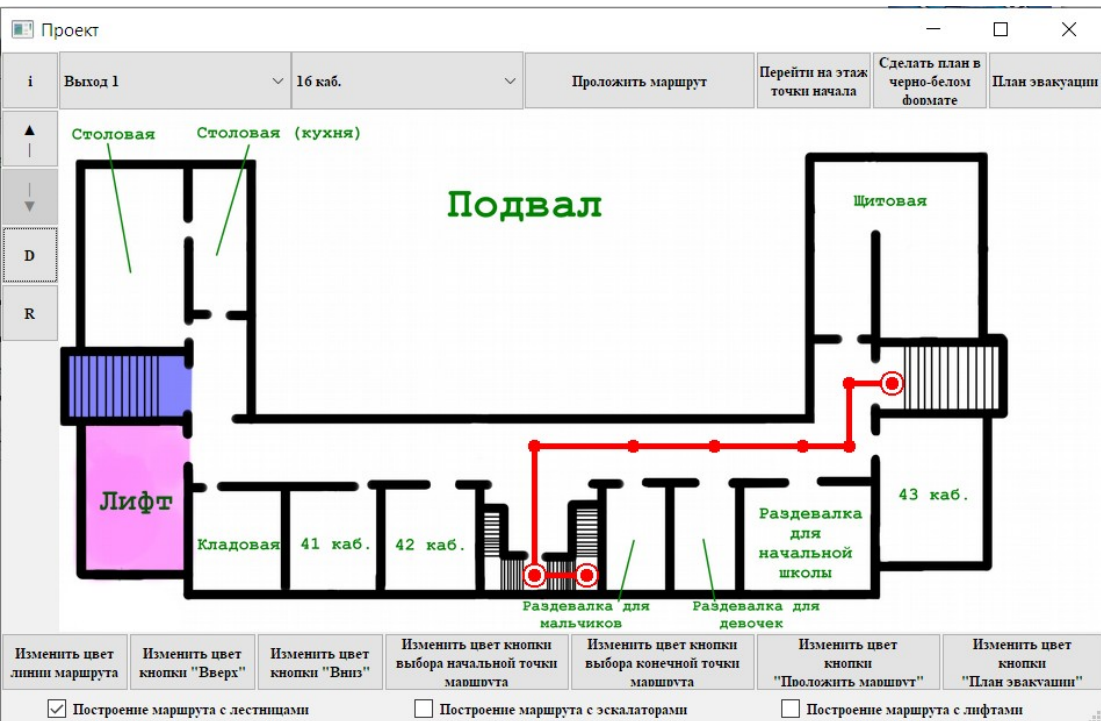 Проект
i
Выход 1
16 каб.
Проложить маршрут
Перейти на этаж
точки начала
Сделать план в
черно-белом
формате
План эвакуации
D
R
Столовая
Столовая (кухня)
Подвал
Щитовая
Лифт
Кладовая
41 каб.
42 каб.
43 каб.
Раздевалка
для
начальной
школы
Раздевалка для
мальчиков
Раздевалка для
девочек
Изменить цвет
линии маршрута
Изменить цвет
кнопки "Вверх"
Изменить цвет
кнопки "Вниз"
Изменить цвет кнопки
выбора начальной точки
маршрута
Изменить цвет кнопки
выбора конечной точки
маршрута
Изменить цвет
кнопки
"Проложить маршрут"
Изменить цвет
кнопки
"План эвакуации"
Построение маршрута с лестницами
Построение маршрута с эскалаторами
Построение маршрута с лифтами